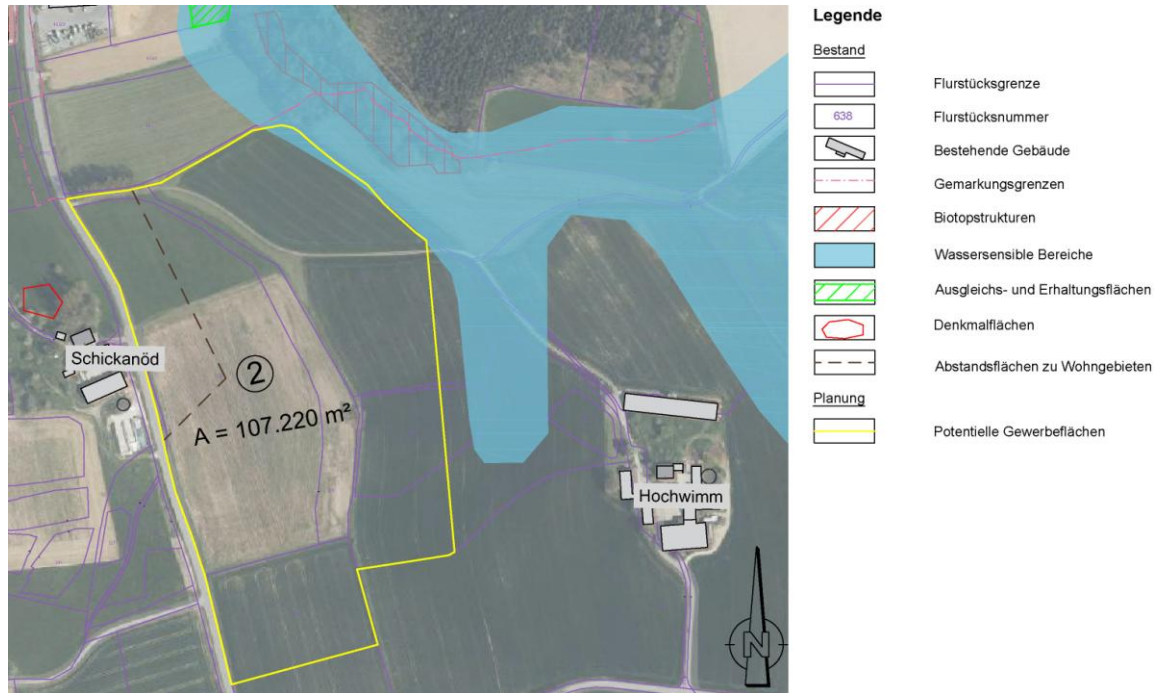 Schickanöd
2
A = 107.220 m²
Hochwimm
N
Legende
Bestand
Flurstücksgrenze
638
Flurstücksnummer
Bestehende Gebäude
Gemarkungsgrenzen
Biotopstrukturen
Wassersensible Bereiche
Ausgleichs- und Erhaltungsflächen
Denkmalflächen
Abstandsflächen zu Wohngebieten
Planung
Potentielle Gewerbeflächen